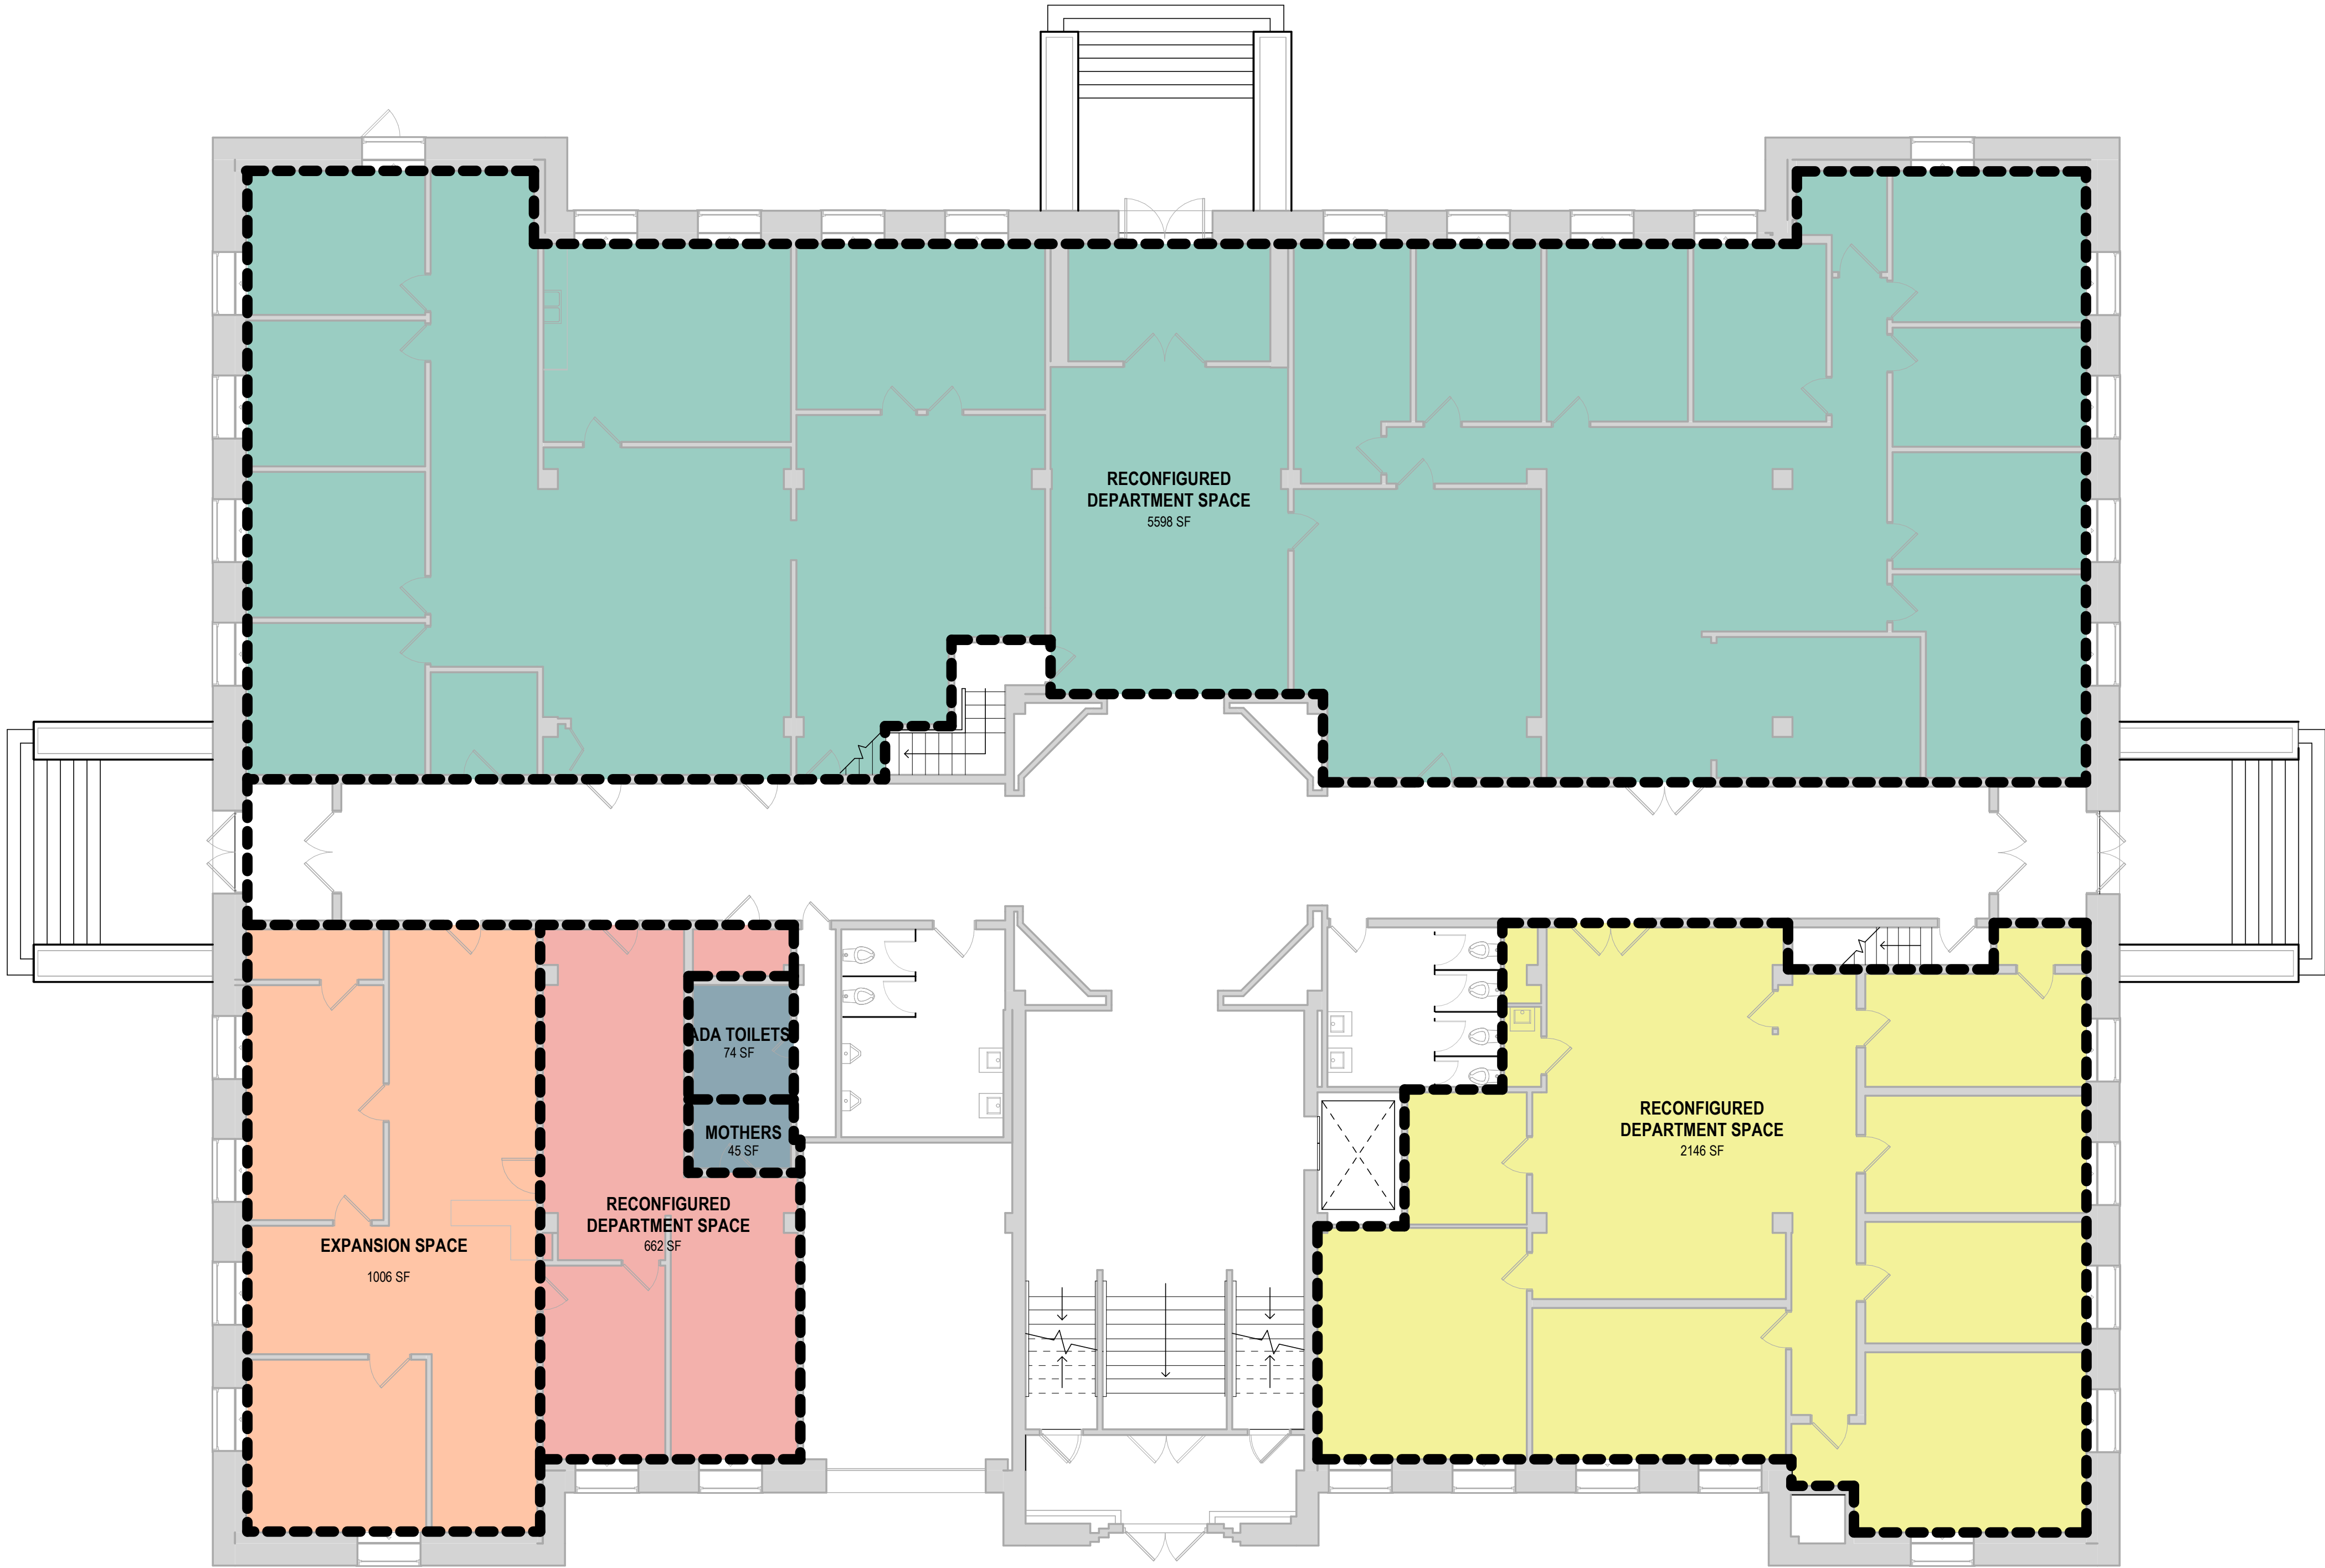 RECONFIGURED
DEPARTMENT SPACE
5598 SF
ADA TOILETS
74 SF
MOTHERS
45 SF
RECONFIGURED
DEPARTMENT SPACE
662 SF
EXPANSION SPACE
1006 SF
RECONFIGURED
DEPARTMENT SPACE
2146 SF